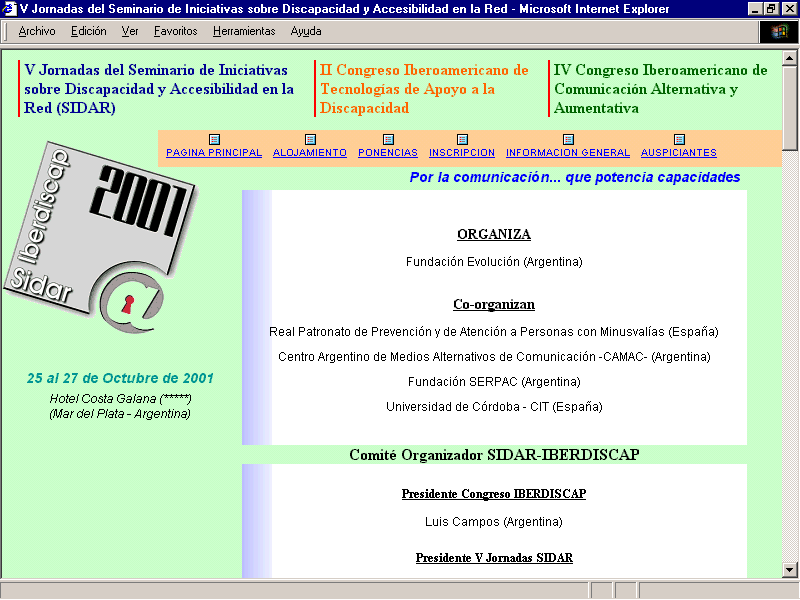 V Jornadas del Seminario de Iniciativas sobre Discapacidad y Accesibilidad en la Red - Microsoft Internet Explorer
Archivo Edición Ver Favoritos Herramientas Ayuda
V Jornadas del Seminario de Iniciativas
sobre Discapacidad y Accesibilidad en la
Red (SIDAR)
II Congreso Iberoamericano de
Tecnologías de Apoyo a la
Discapacidad
IV Congreso Iberoamericano de
Comunicación Alternativa y
Aumentativa
PAGINA PRINCIPAL ALOJAMIENTO PONENCIAS INSCRIPCION INFORMACION GENERAL AUSPICIANTES
Por la comunicación... que potencia capacidades
Iberdiscap
2001
Sidar
@
25 al 27 de Octubre de 2001
Hotel Costa Galana (*****)
(Mar del Plata - Argentina)
ORGANIZA
Fundación Evolución (Argentina)
Co-organizan
Real Patronato de Prevención y de Atención a Personas con Minusvalías (España)
Centro Argentino de Medios Alternativos de Comunicación -CAMAC- (Argentina)
Fundación SERPAC (Argentina)
Universidad de Córdoba - CIT (España)
Comité Organizador SIDAR-IBERDISCAP
Presidente Congreso IBERDISCAP
Luis Campos (Argentina)
Presidente V Jornadas SIDAR